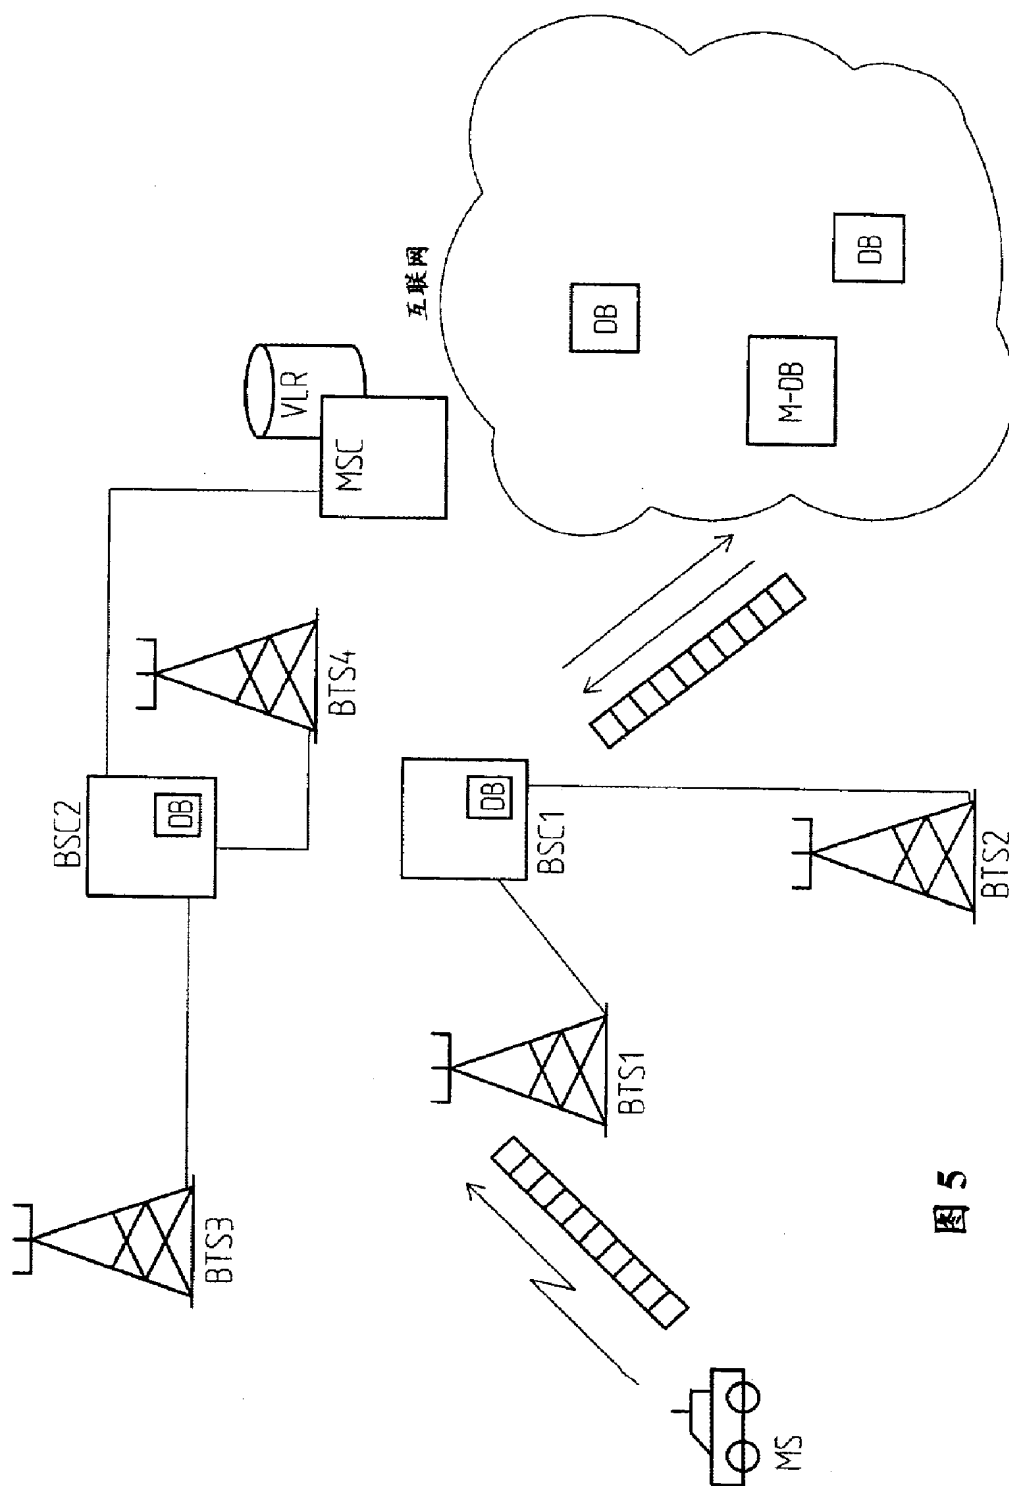 BTS3
BSC2
DB
BTS4
VLR
MSC
互联网
BTS1
BSC1
DB
DB
M-DB
DB
BTS2
MS
图 5